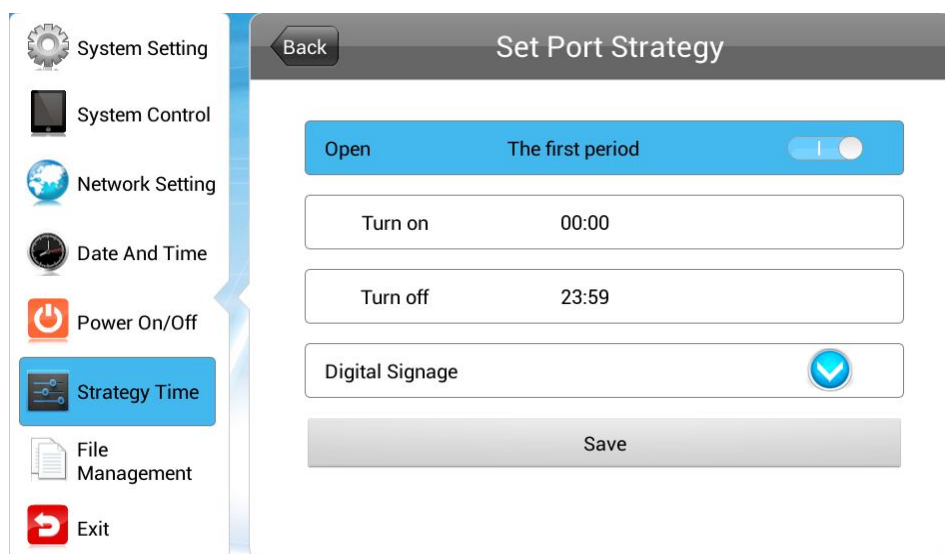 System Setting
System Control
Network Setting
Date And Time
Power On/Off
Strategy Time
File
Management
Exit
Back
Set Port Strategy
Open The first period
Turn on 00:00
Turn off 23:59
Digital Signage
Save